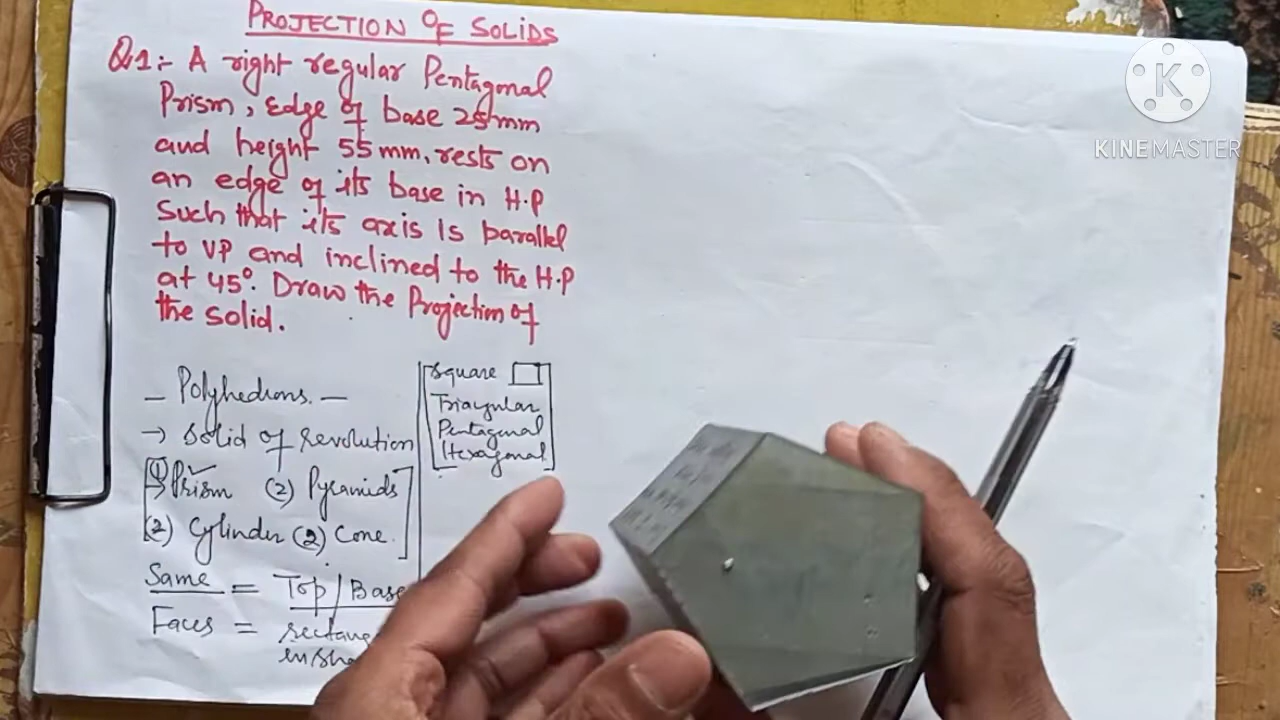 PROJECTION OF SOLIDS
Q1:- A right regular Pentagonal
Prism, Edge of base 25mm
and height 55mm, rests on
an edge of its base in H.P
Such that its axis is parallel
to VP and inclined to the H.P
at 45°. Draw the Projection of
the solid.
- Polyhedrons. -
→ solid of revolution
(1) Prism (2) Pyramids
(2) Cylinder (2) Cone.
Same = Top/Base
Faces = 
square
Triangular
Pentagonal
Hexagonal
K
KINEMASTER